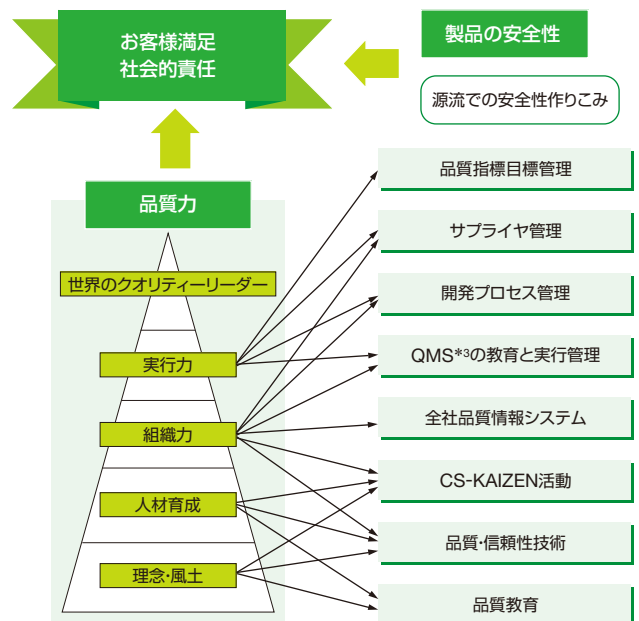 お客様満足
社会的責任
製品の安全性
源流での安全性作りこみ
品質力
世界のクオリティーリーダー
実行力
組織力
人材育成
理念・風土
品質指標目標管理
サプライヤ管理
開発プロセス管理
QMS*3の教育と実行管理
全社品質情報システム
CS-KAIZEN活動
品質・信頼性技術
品質教育